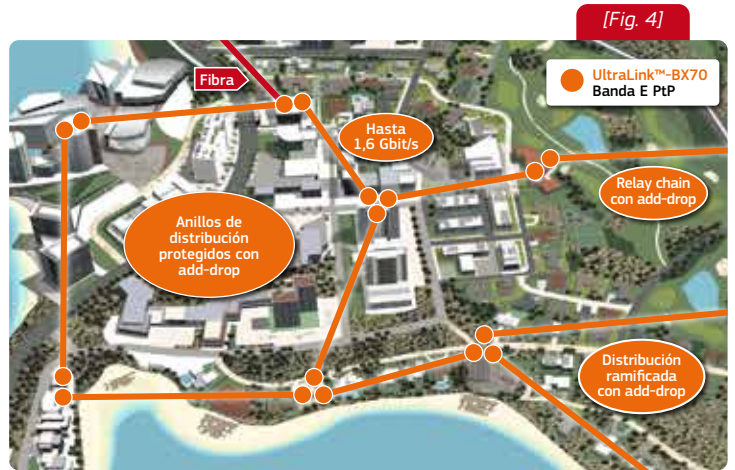 [Fig. 4]
UltraLink™-BX70
Banda E PtP
Fibra
Hasta
1,6 Gbit/s
Relay chain
con add-drop
Anillos de
distribución
protegidos con
add-drop
Distribución
ramificada
con add-drop